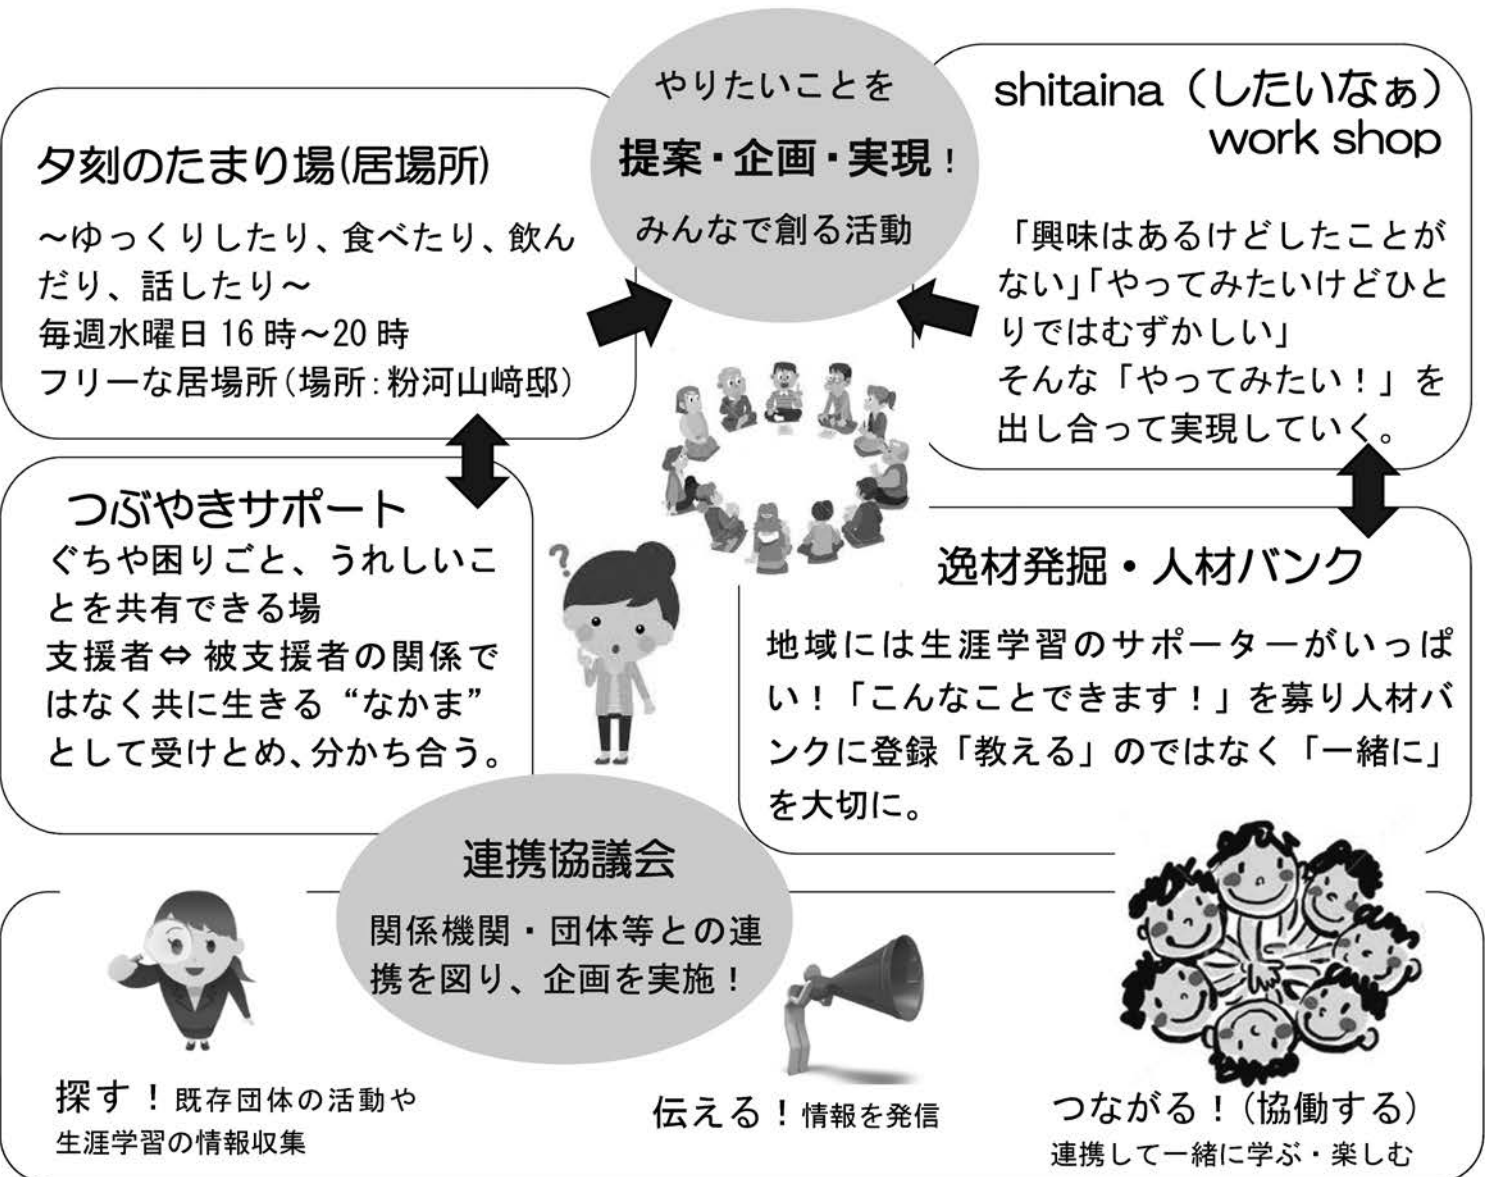 やりたいことを
提案・企画・実現！
みんなで創る活動
夕刻のたまり場(居場所)
～ゆっくりしたり、食べたり、飲ん
だり、話したり～
毎週水曜日 16 時～20 時
フリーな居場所（場所：粉河山﨑邸）
shitaina（したいなぁ）
work shop
「興味はあるけどしたことが
ない」「やってみたいけどひと
りではむずかしい」
そんな「やってみたい！」を
出し合って実現していく。
つぶやきサポート
ぐちや困りごと、うれしいこ
とを共有できる場
支援者⇔ 被支援者の関係で
はなく共に生きる “なかま”
として受けとめ、分かち合う。
?
逸材発掘・人材バンク
地域には生涯学習のサポーターがいっぱ
い！「こんなことできます！」を募り人材バ
ンクに登録「教える」のではなく「一緒に」
を大切に。
連携協議会
関係機関・団体等との連
携を図り、企画を実施！
探す！既存団体の活動や
生涯学習の情報収集
伝える！情報を発信
つながる！（協働する）
連携して一緒に学ぶ・楽しむ